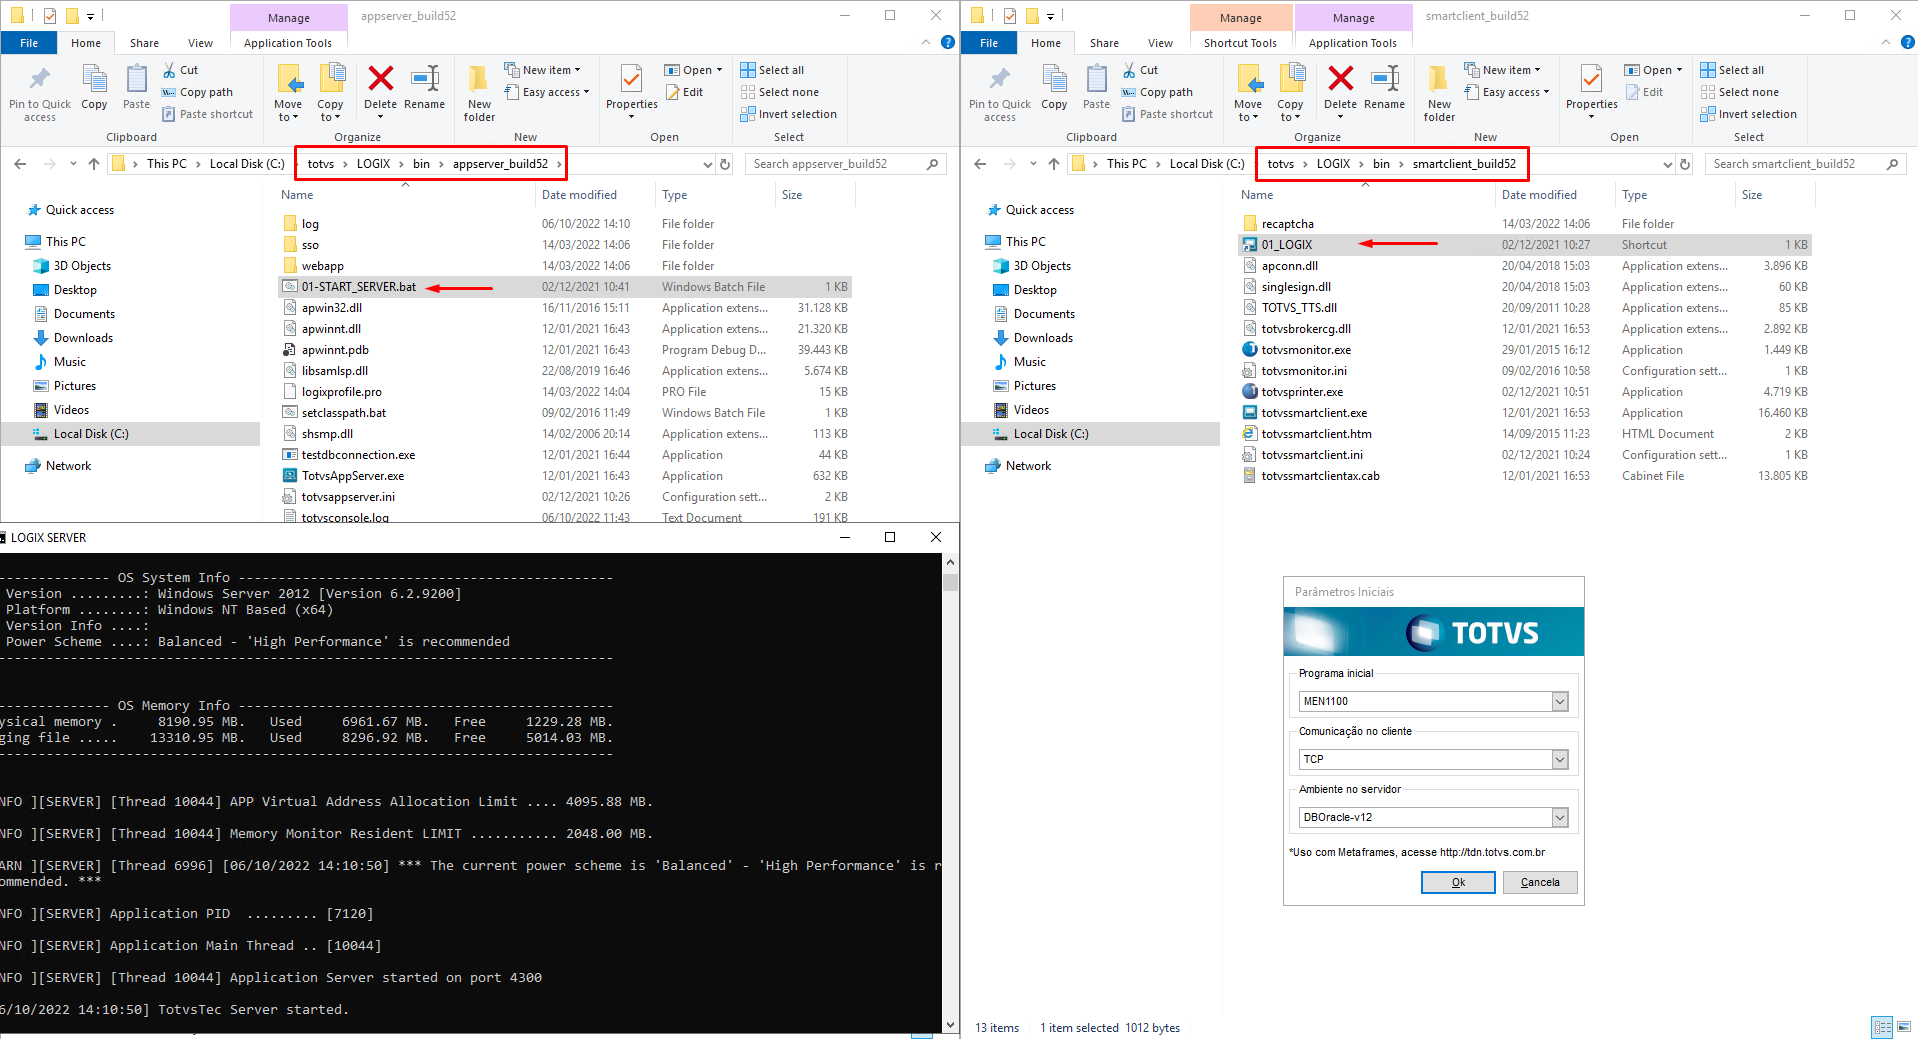 Manage appserver_build52
File Home Share View Application Tools
Pin to Quick access
Copy
Paste
Cut
Copy path
Paste shortcut
Move to
Copy to
Delete
Rename
New folder
New item
Easy access
Properties
Open
Edit
Select all
Select none
Invert selection
Clipboard Organize New Open Select
This PC Local Disk (C:) totvs LOGIX bin appserver_build52 Search appserver_build52
Quick access
This PC
3D Objects
Desktop
Documents
Downloads
Music
Pictures
Videos
Local Disk (C:)
Network
Name Date modified Type Size
log 06/10/2022 14:10 File folder
sso 14/03/2022 14:06 File folder
webapp 14/03/2022 14:06 File folder
01-START_SERVER.bat 02/12/2021 10:41 Windows Batch File 1 KB
apwin32.dll 16/11/2016 15:11 Application extens... 31.128 KB
apwinnt.dll 12/01/2021 16:43 Application extens... 21.320 KB
apwinnt.pdb 12/01/2021 16:43 Program Debug D... 39.443 KB
libsamlsp.dll 22/08/2019 16:46 Application extens... 5.674 KB
logixprofile.pro 14/03/2022 14:04 PRO File 15 KB
setclasspath.bat 09/02/2016 11:49 Windows Batch File 1 KB
shsmp.dll 14/02/2006 20:14 Application extens... 113 KB
testdbconnection.exe 12/01/2021 16:44 Application 44 KB
TotvsAppServer.exe 12/01/2021 16:43 Application 632 KB
totvsappserver.ini 02/12/2021 10:26 Configuration sett... 2 KB
totvsconsole.log 06/10/2022 11:43 Text Document 191 KB
LOGIX SERVER
-------------- OS System Info -----------------------------------------------
Version .........: Windows Server 2012 [Version 6.2.9200]
Platform ........: Windows NT Based (x64)
Version Info ....:
Power Scheme ....: Balanced - 'High Performance' is recommended
-----------------------------------------------------------------------------
-------------- OS Memory Info -----------------------------------------------
ysical memory . 8190.95 MB. Used 6961.67 MB. Free 1229.28 MB.
ging file ..... 13310.95 MB. Used 8296.92 MB. Free 5014.03 MB.
-----------------------------------------------------------------------------
NFO ][SERVER] [Thread 10044] APP Virtual Address Allocation Limit .... 4095.88 MB.
NFO ][SERVER] [Thread 10044] Memory Monitor Resident LIMIT ........... 2048.00 MB.
ARN ][SERVER] [Thread 6996] [06/10/2022 14:10:50] *** The current power scheme is 'Balanced' - 'High Performance' is r
ommended. ***
NFO ][SERVER] Application PID ......... [7120]
NFO ][SERVER] Application Main Thread .. [10044]
NFO ][SERVER] [Thread 10044] Application Server started on port 4300
6/10/2022 14:10:50] TotvsTec Server started.
Manage Manage smartclient_build52
File Home Share View Shortcut Tools Application Tools
Pin to Quick access
Copy
Paste
Cut
Copy path
Paste shortcut
Move to
Copy to
Delete
Rename
New folder
New item
Easy access
Properties
Open
Edit
Select all
Select none
Invert selection
Clipboard Organize New Open Select
This PC Local Disk (C:) totvs LOGIX bin smartclient_build52 Search smartclient_build52
Quick access
This PC
3D Objects
Desktop
Documents
Downloads
Music
Pictures
Videos
Local Disk (C:)
Network
Name Date modified Type Size
recaptcha 14/03/2022 14:06 File folder
01_LOGIX 02/12/2021 10:27 Shortcut 1 KB
apconn.dll 20/04/2018 15:03 Application extens... 3.896 KB
singlesign.dll 20/04/2018 15:03 Application extens... 60 KB
TOTVS_TTS.dll 20/09/2011 10:28 Application extens... 85 KB
totvsbrokercg.dll 12/01/2021 16:53 Application extens... 2.892 KB
totvsmonitor.exe 29/01/2015 16:12 Application 1.449 KB
totvsmonitor.ini 09/02/2016 10:58 Configuration sett... 1 KB
totvsprinter.exe 02/12/2021 10:51 Application 4.719 KB
totvssmartclient.exe 12/01/2021 16:53 Application 16.460 KB
totvssmartclient.htm 14/09/2015 11:23 HTML Document 2 KB
totvssmartclient.ini 02/12/2021 10:24 Configuration sett... 1 KB
totvssmartclientax.cab 12/01/2021 16:53 Cabinet File 13.805 KB
Parâmetros Iniciais
TOTVS
Programa inicial
MEN1100
Comunicação no cliente
TCP
Ambiente no servidor
DBOracle-v12
*Uso com Metaframes, acesse http://tdn.totvs.com.br
Ok Cancela
13 items 1 item selected 1012 bytes